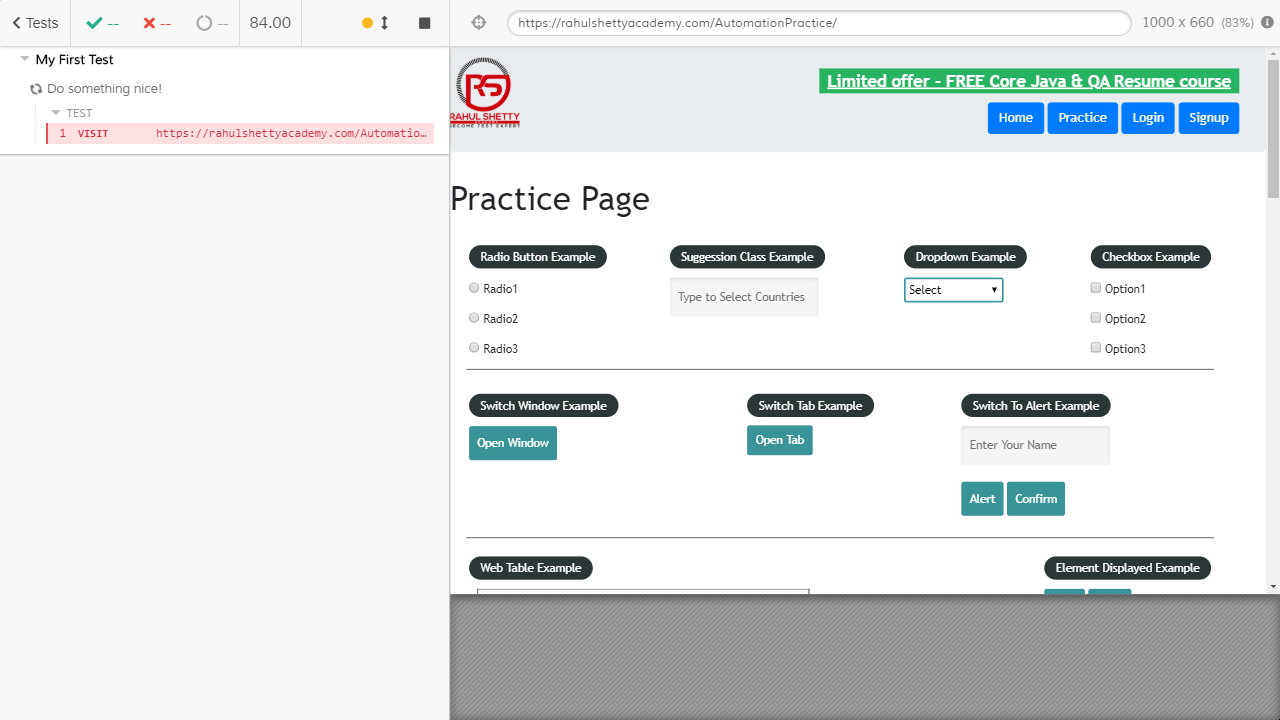 Tests -- -- -- 84.00
https://rahulshettyacademy.com/AutomationPractice/ 1000 x 660 (83%)
My First Test
Do something nice!
TEST
1 VISIT https://rahulshettyacademy.com/Automatio…
RS
RAHUL SHETTY
ACADEMY
BECOME TEST EXPERT
Limited offer - FREE Core Java & QA Resume course
Home Practice Login Signup
Practice Page
Radio Button Example Suggession Class Example Dropdown Example Checkbox Example
Radio1 Type to Select Countries Select Option1
Radio2 Option2
Radio3 Option3
Switch Window Example Switch Tab Example Switch To Alert Example
Open Window Open Tab Enter Your Name
Alert Confirm
Web Table Example Element Displayed Example